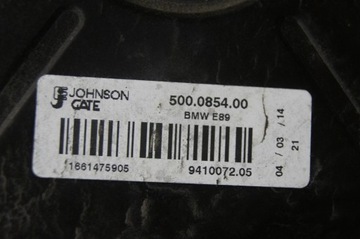 JOHNSON
GATE
500.0854.00
BMW E89
1661475905
9410072.05
04 / 03 / 14
21